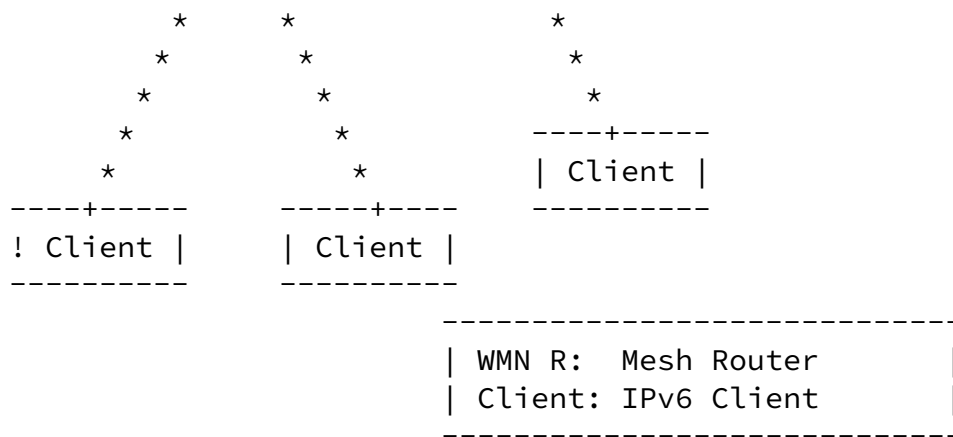 *     *              *
*       *              *
*         *              *
*           *          ----+-----
*             *         | Client |
----+-----     -----+----    ----------
! Client |     | Client |
----------     ----------
-----------------------------
| WMN R:  Mesh Router       |
| Client: IPv6 Client       |
-----------------------------